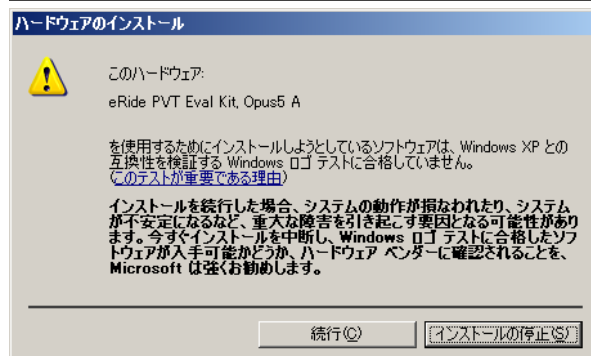 ハードウェアのインストール
このハードウェア:
eRide PVT Eval Kit, Opus5 A
を使用するためにインストールしようとしているソフトウェアは、Windows XP との
互換性を検証する Windows ロゴ テストに合格していません。
(このテストが重要である理由)
インストールを続行した場合、システムの動作が損なわれたり、システム
が不安定になるなど、重大な障害を引き起こす要因となる可能性があり
ます。今すぐインストールを中断し、Windows ロゴ テストに合格したソフ
トウェアが入手可能かどうか、ハードウェア ベンダーに確認されることを、
Microsoft は強くお勧めします。
続行(C) インストールの停止(S)